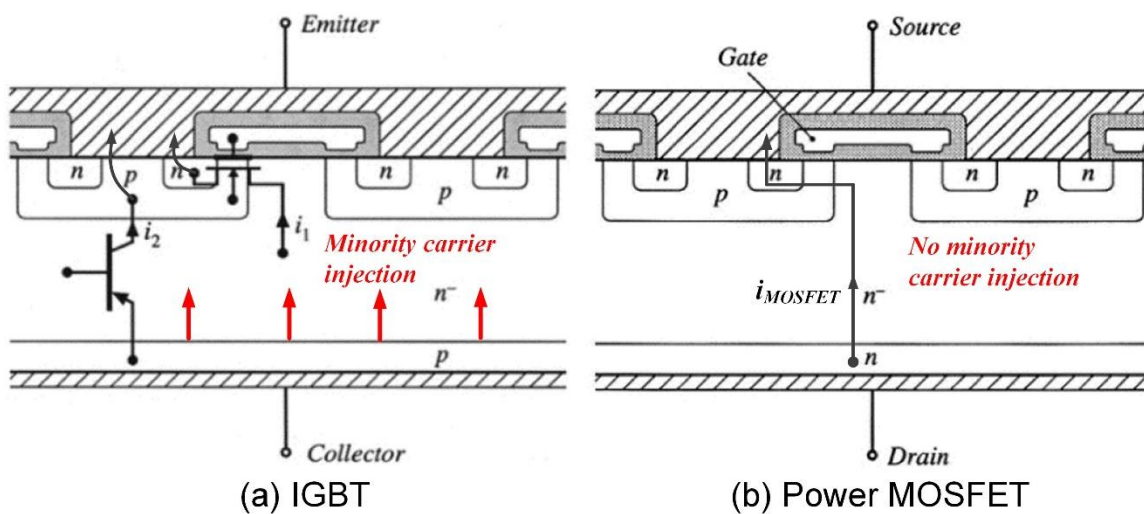 Emitter
p
n
n
n
n
p
i2
i1
Minority carrier
injection
n−
p
Collector
(a) IGBT
Source
Gate
n
n
n
n
p
p
No minority
carrier injection
iMOSFET
n−
n
Drain
(b) Power MOSFET